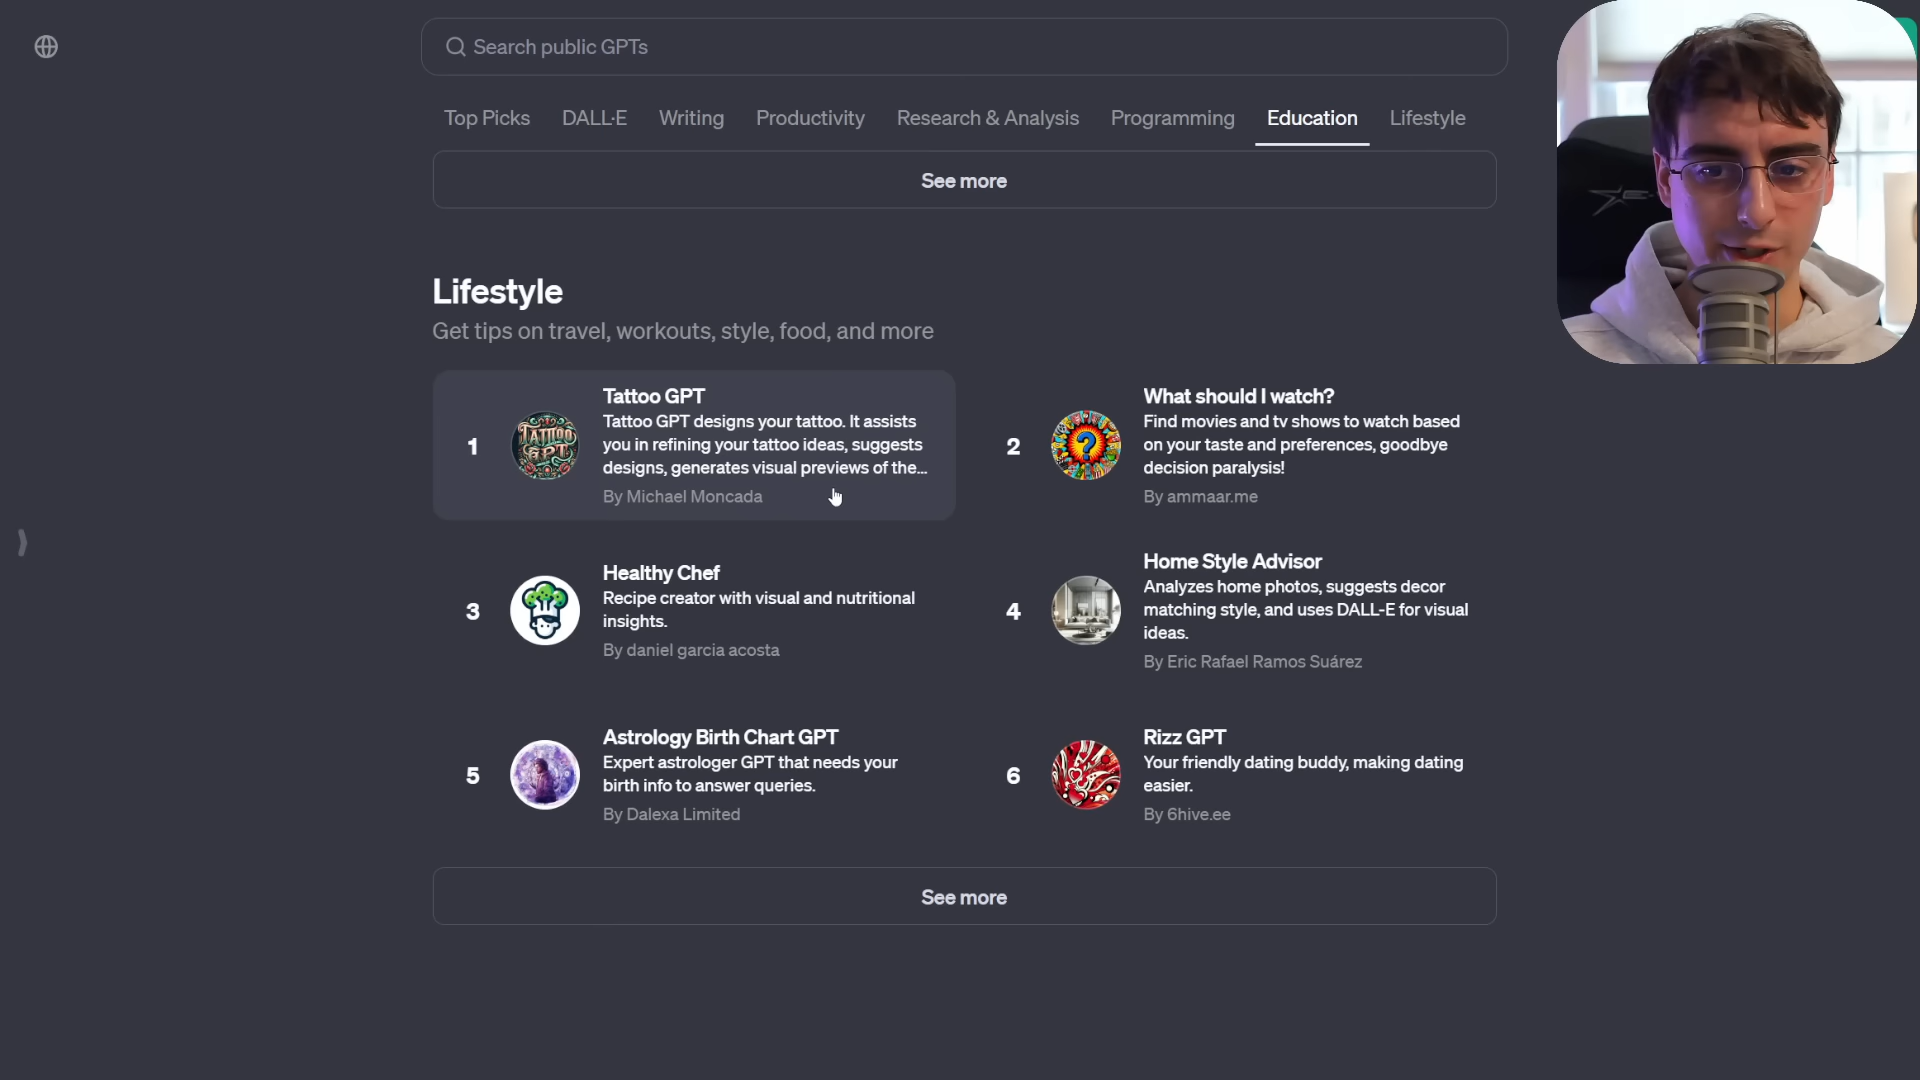 Search public GPTs
Top Picks DALL·E Writing Productivity Research & Analysis Programming Education Lifestyle
See more
Lifestyle
Get tips on travel, workouts, style, food, and more
1
TATTOO
GPT
Tattoo GPT
Tattoo GPT designs your tattoo. It assists
you in refining your tattoo ideas, suggests
designs, generates visual previews of the...
By Michael Moncada
2
?
What should I watch?
Find movies and tv shows to watch based
on your taste and preferences, goodbye
decision paralysis!
By ammaar.me
3
Healthy Chef
Recipe creator with visual and nutritional
insights.
By daniel garcia acosta
4
Home Style Advisor
Analyzes home photos, suggests decor
matching style, and uses DALL-E for visual
ideas.
By Eric Rafael Ramos Suárez
5
Astrology Birth Chart GPT
Expert astrologer GPT that needs your
birth info to answer queries.
By Dalexa Limited
6
Rizz GPT
Your friendly dating buddy, making dating
easier.
By 6hive.ee
See more